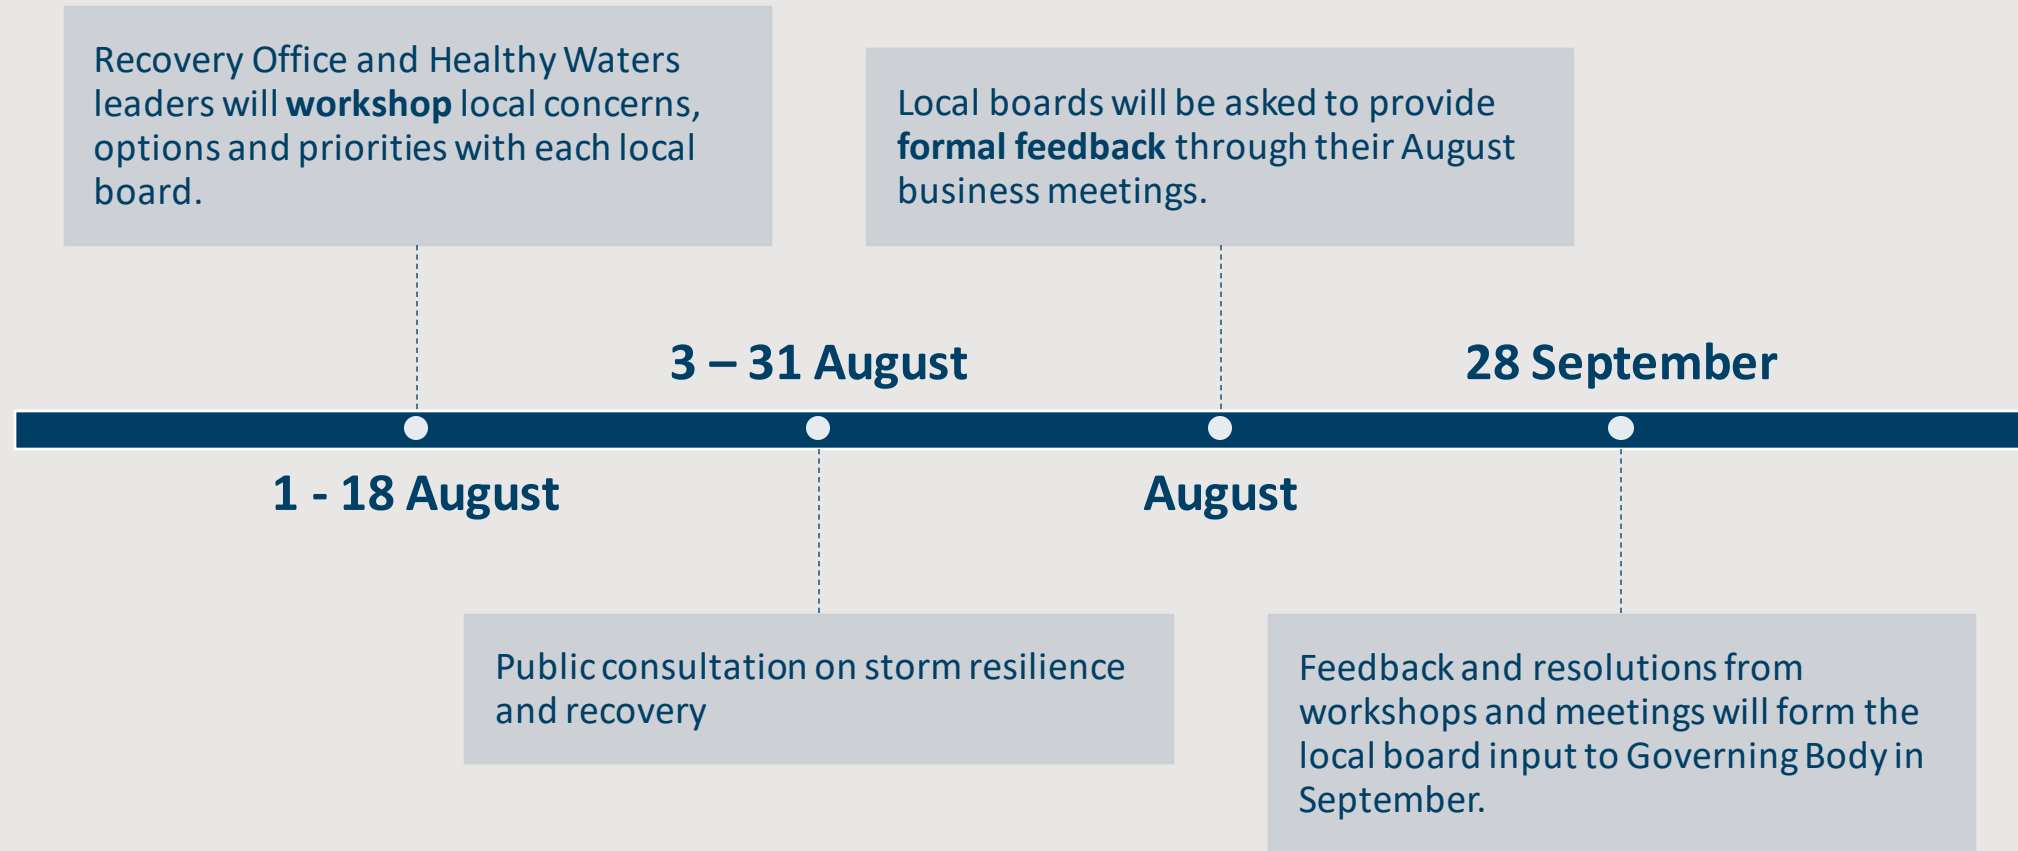 Recovery Office and Healthy Waters
leaders will workshop local concerns,
options and priorities with each local
board.
Local boards will be asked to provide
formal feedback through their August
business meetings.
3 – 31 August
28 September
1 - 18 August
August
Public consultation on storm resilience
and recovery
Feedback and resolutions from
workshops and meetings will form the
local board input to Governing Body in
September.